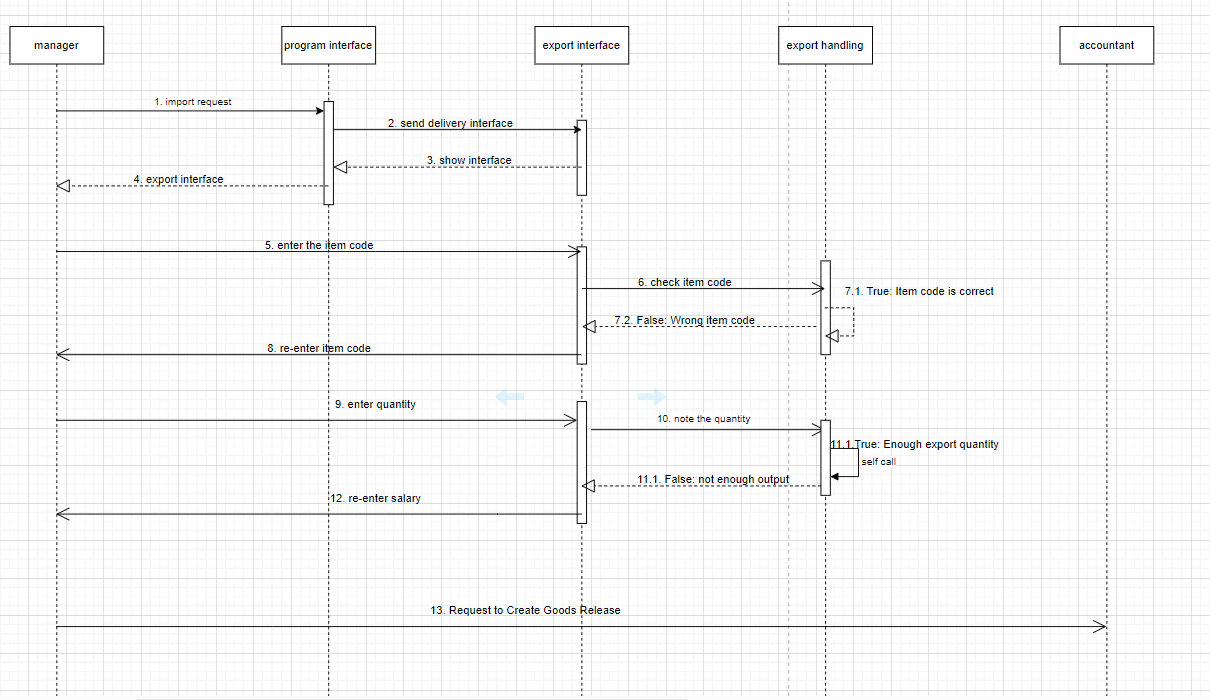 manager
program interface
export interface
export handling
accountant
1. import request
2. send delivery interface
3. show interface
4. export interface
5. enter the item code
6. check item code
7.1. True: Item code is correct
7.2. False: Wrong item code
8. re-enter item code
9. enter quantity
10. note the quantity
11.1.True: Enough export quantity
self call
11.1. False: not enough output
12. re-enter salary
13. Request to Create Goods Release